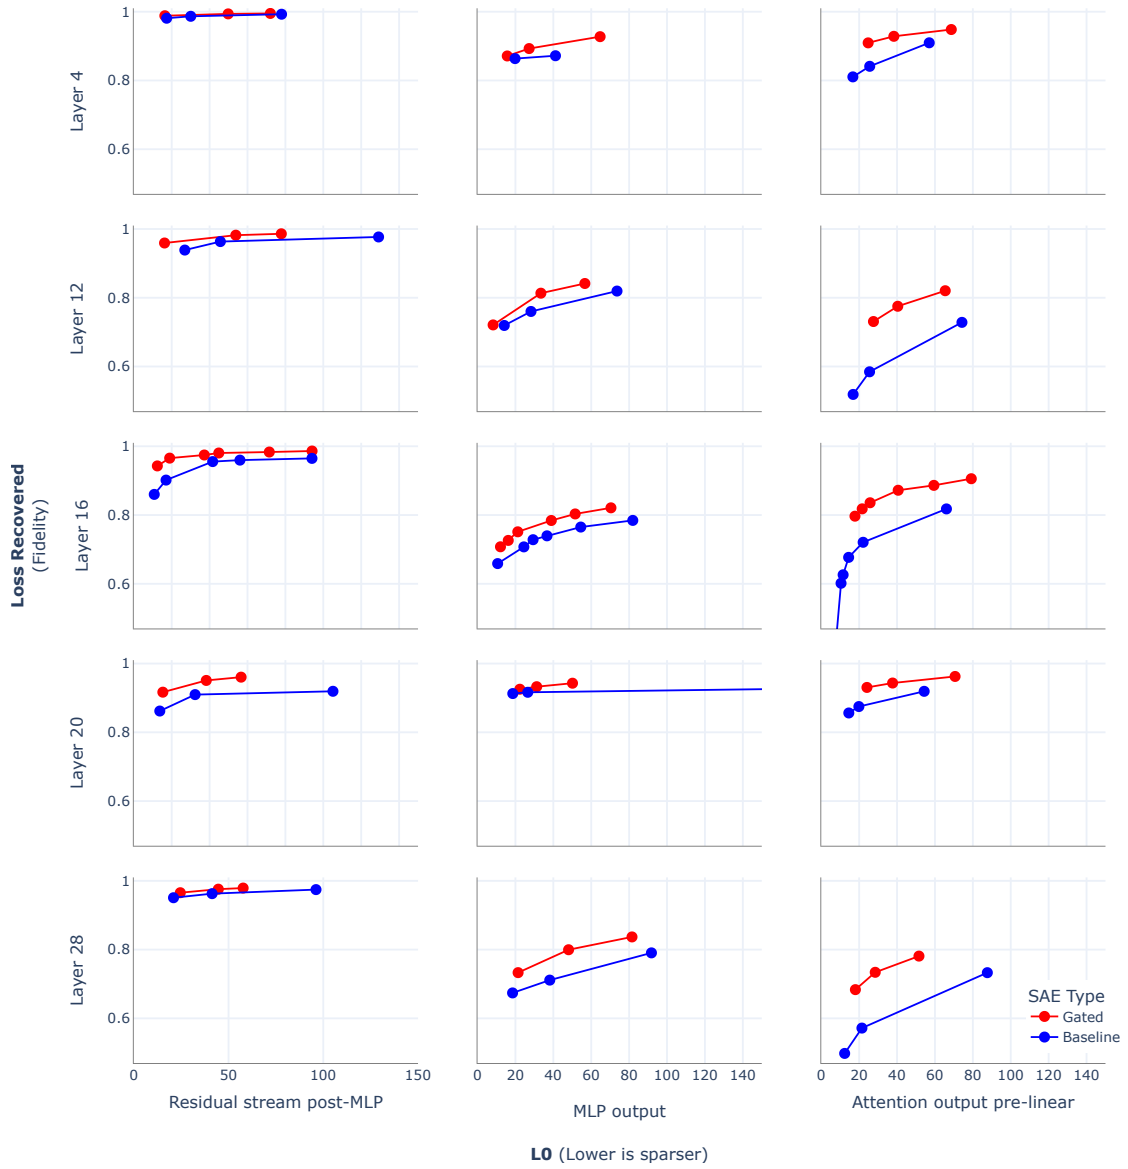 1
0.8
0.6
Layer 4
1
0.8
0.6
Layer 12
1
0.8
0.6
Layer 16
Loss Recovered
(Fidelity)
1
0.8
0.6
Layer 20
1
0.8
0.6
Layer 28
SAE Type
Gated
Baseline
0 50 100 150
0 20 40 60 80 100 120 140
0 20 40 60 80 100 120 140
Residual stream post-MLP
MLP output
Attention output pre-linear
L0 (Lower is sparser)